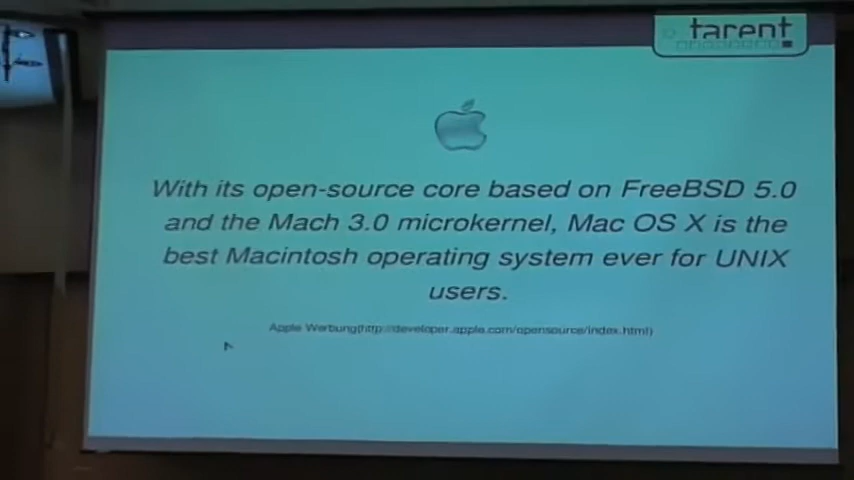 tarent
With its open-source core based on FreeBSD 5.0
and the Mach 3.0 microkernel, Mac OS X is the
best Macintosh operating system ever for UNIX
users.
Apple Werbung(http://developer.apple.com/opensource/index.html)